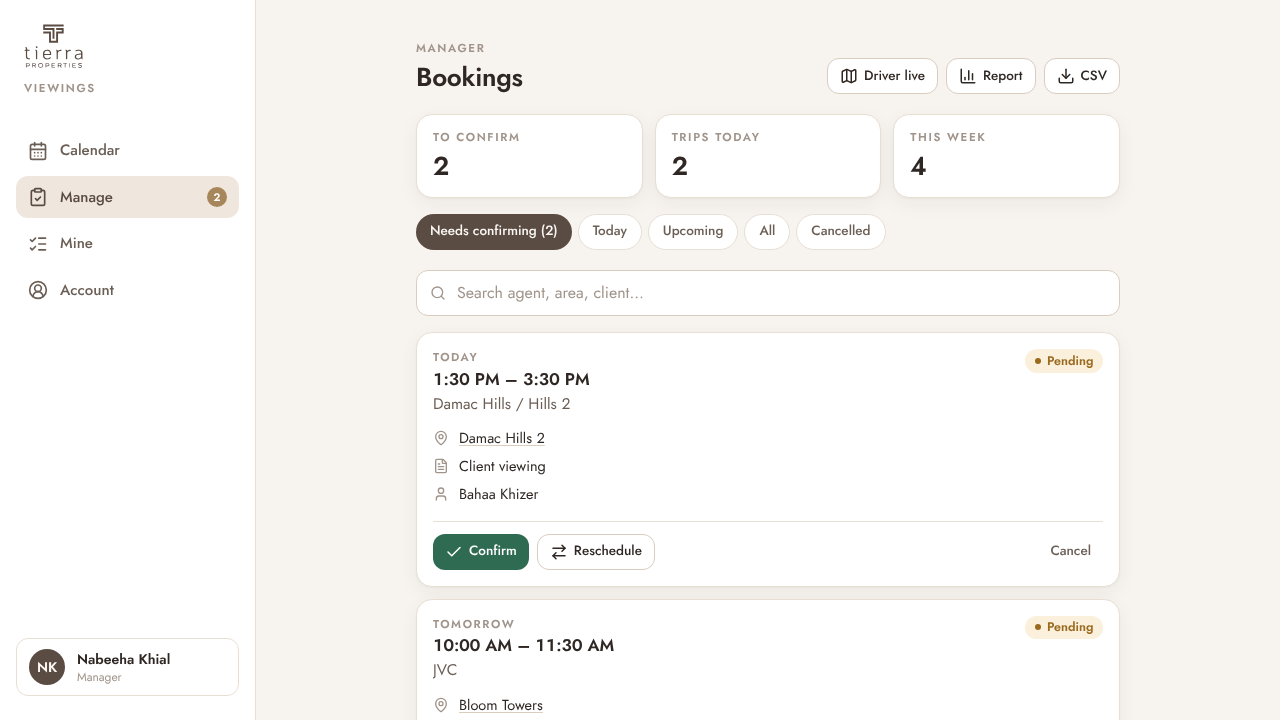 tierra
PROPERTIES
VIEWINGS
Calendar
Manage 2
Mine
Account
NK
Nabeeha Khial
Manager
MANAGER
Bookings
Driver live
Report
CSV
TO CONFIRM
2
TRIPS TODAY
2
THIS WEEK
4
Needs confirming (2)
Today
Upcoming
All
Cancelled
Search agent, area, client...
TODAY
Pending
1:30 PM – 3:30 PM
Damac Hills / Hills 2
Damac Hills 2
Client viewing
Bahaa Khizer
Confirm
Reschedule
Cancel
TOMORROW
Pending
10:00 AM – 11:30 AM
JVC
Bloom Towers